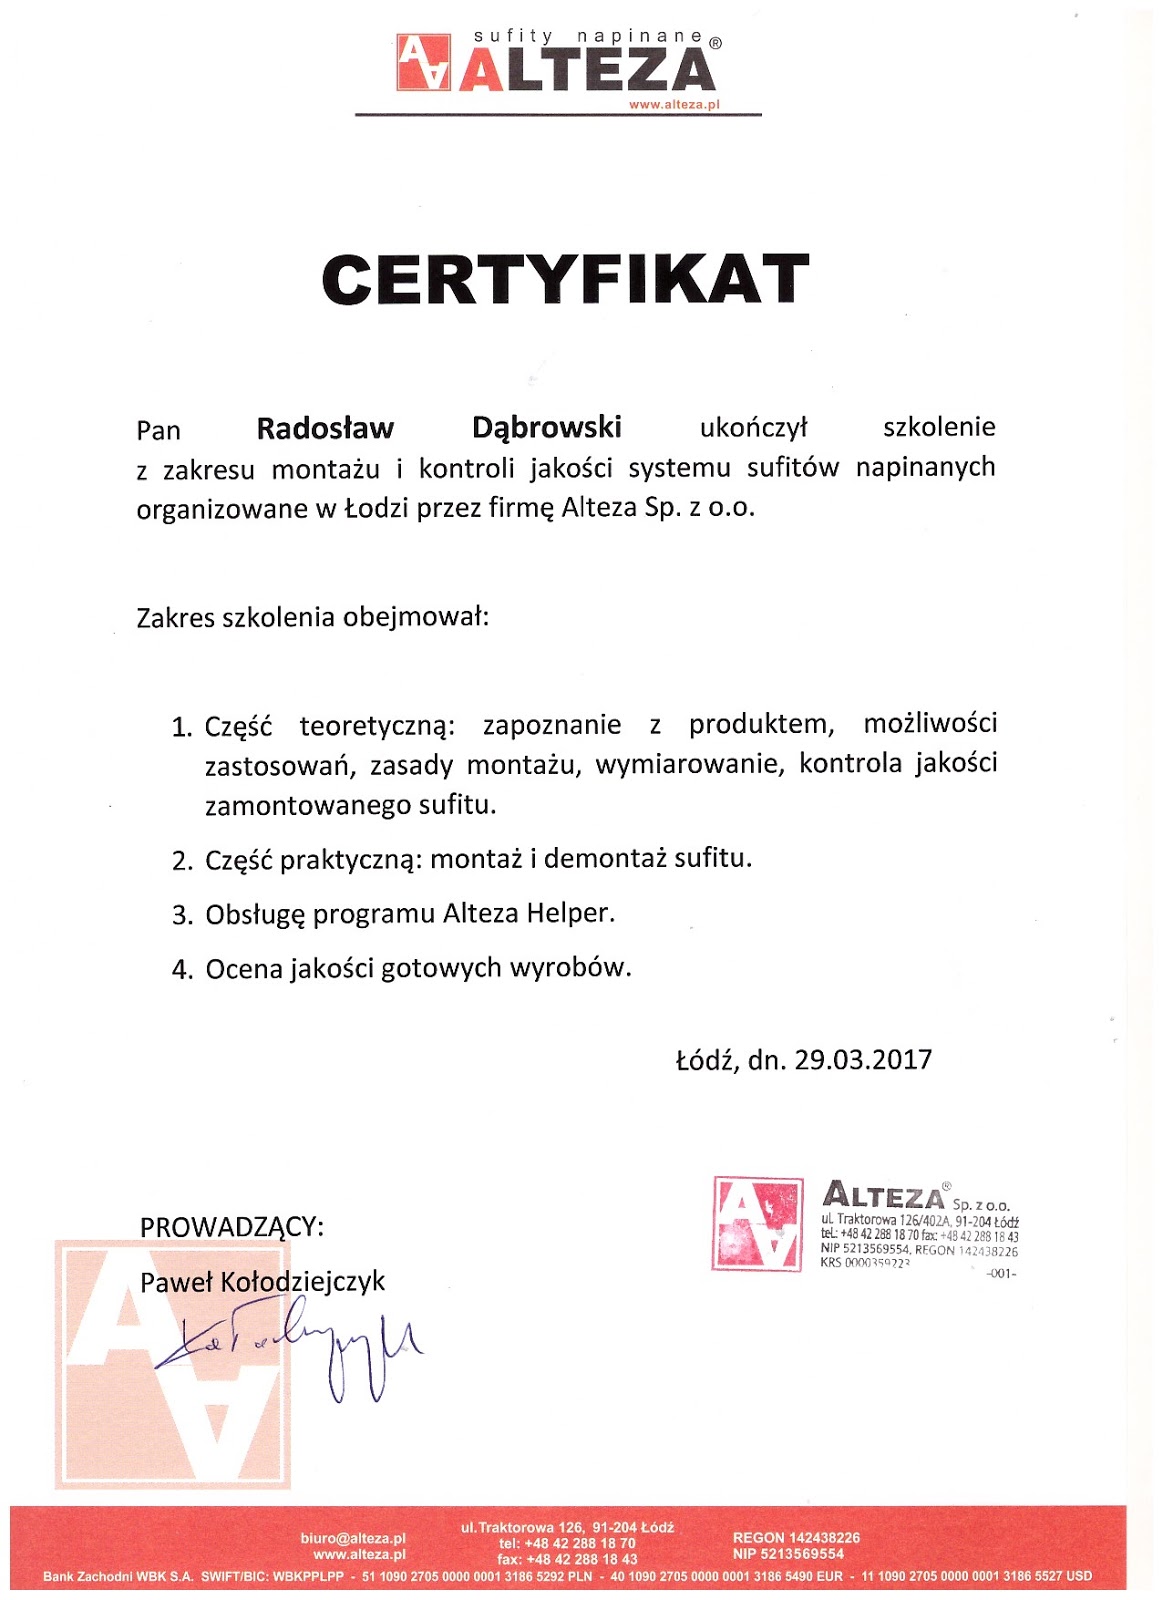 sufity napinane®
ALTEZA
www.alteza.pl
CERTYFIKAT
Pan Radosław Dąbrowski ukończył szkolenie
z zakresu montażu i kontroli jakości systemu sufitów napinanych
organizowane w Łodzi przez firmę Alteza Sp. z o.o.
Zakres szkolenia obejmował:
1. Część teoretyczną: zapoznanie z produktem, możliwości
zastosowań, zasady montażu, wymiarowanie, kontrola jakości
zamontowanego sufitu.
2. Część praktyczną: montaż i demontaż sufitu.
3. Obsługę programu Alteza Helper.
4. Ocena jakości gotowych wyrobów.
Łódź, dn. 29.03.2017
ALTEZA® Sp. z o.o.
ul. Traktorowa 126/402A, 91-204 Łódź
tel.: +48 42 288 18 70 fax: +48 42 288 18 43
NIP 5213569554, REGON 142438226
KRS
-001-
PROWADZĄCY:
Paweł Kołodziejczyk
biuro@alteza.pl
www.alteza.pl
ul. Traktorowa 126, 91-204 Łódź
tel: +48 42 288 18 70
fax: +48 42 288 18 43
REGON 142438226
NIP 5213569554
Bank Zachodni WBK S.A. SWIFT/BIC: WBKPPLPP - 51 1090 2705 0000 0001 3186 5292 PLN - 40 1090 2705 0000 0001 3186 5490 EUR - 11 1090 2705 0000 0001 3186 5527 USD